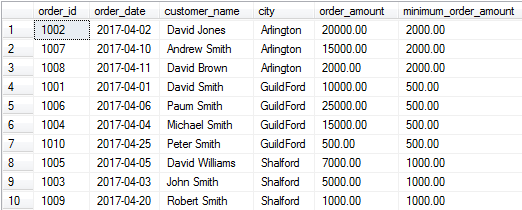 order_id order_date customer_name city order_amount minimum_order_amount
1 1002 2017-04-02 David Jones Arlington 20000.00 2000.00
2 1007 2017-04-10 Andrew Smith Arlington 15000.00 2000.00
3 1008 2017-04-11 David Brown Arlington 2000.00 2000.00
4 1001 2017-04-01 David Smith GuildFord 10000.00 500.00
5 1006 2017-04-06 Paum Smith GuildFord 25000.00 500.00
6 1004 2017-04-04 Michael Smith GuildFord 15000.00 500.00
7 1010 2017-04-25 Peter Smith GuildFord 500.00 500.00
8 1005 2017-04-05 David Williams Shalford 7000.00 1000.00
9 1003 2017-04-03 John Smith Shalford 5000.00 1000.00
10 1009 2017-04-20 Robert Smith Shalford 1000.00 1000.00